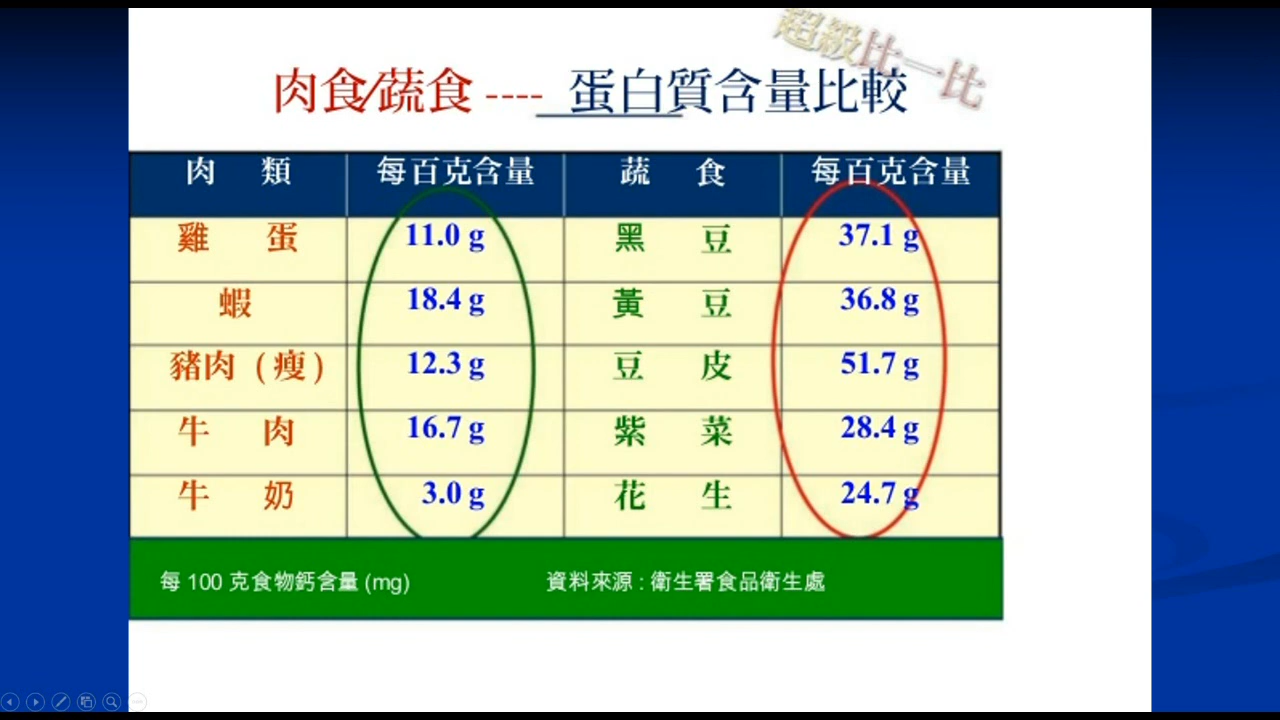 超級比一比
肉食/蔬食 ---- 蛋白質含量比較
肉 類 每百克含量 蔬 食 每百克含量
雞 蛋 11.0 g 黑 豆 37.1 g
蝦 18.4 g 黃 豆 36.8 g
豬肉 (瘦) 12.3 g 豆 皮 51.7 g
牛 肉 16.7 g 紫 菜 28.4 g
牛 奶 3.0 g 花 生 24.7 g
每 100 克食物鈣含量 (mg) 資料來源 : 衛生署食品衛生處